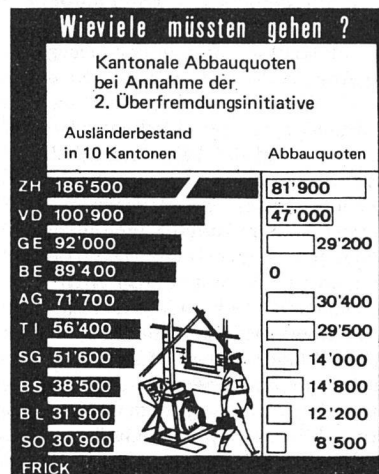 Wieviele müssten gehen ?
Kantonale Abbauquoten
bei Annahme der
2. Überfremdungsinitiative
Ausländerbestand
in 10 Kantonen Abbauquoten
ZH 186'500 81'900
VD 100'900 47'000
GE 92'000 29'200
BE 89'400 0
AG 71'700 30'400
TI 56'400 29'500
SG 51'600 14'000
BS 38'500 14'800
BL 31'900 12'200
SO 30'900 8'500
FRICK